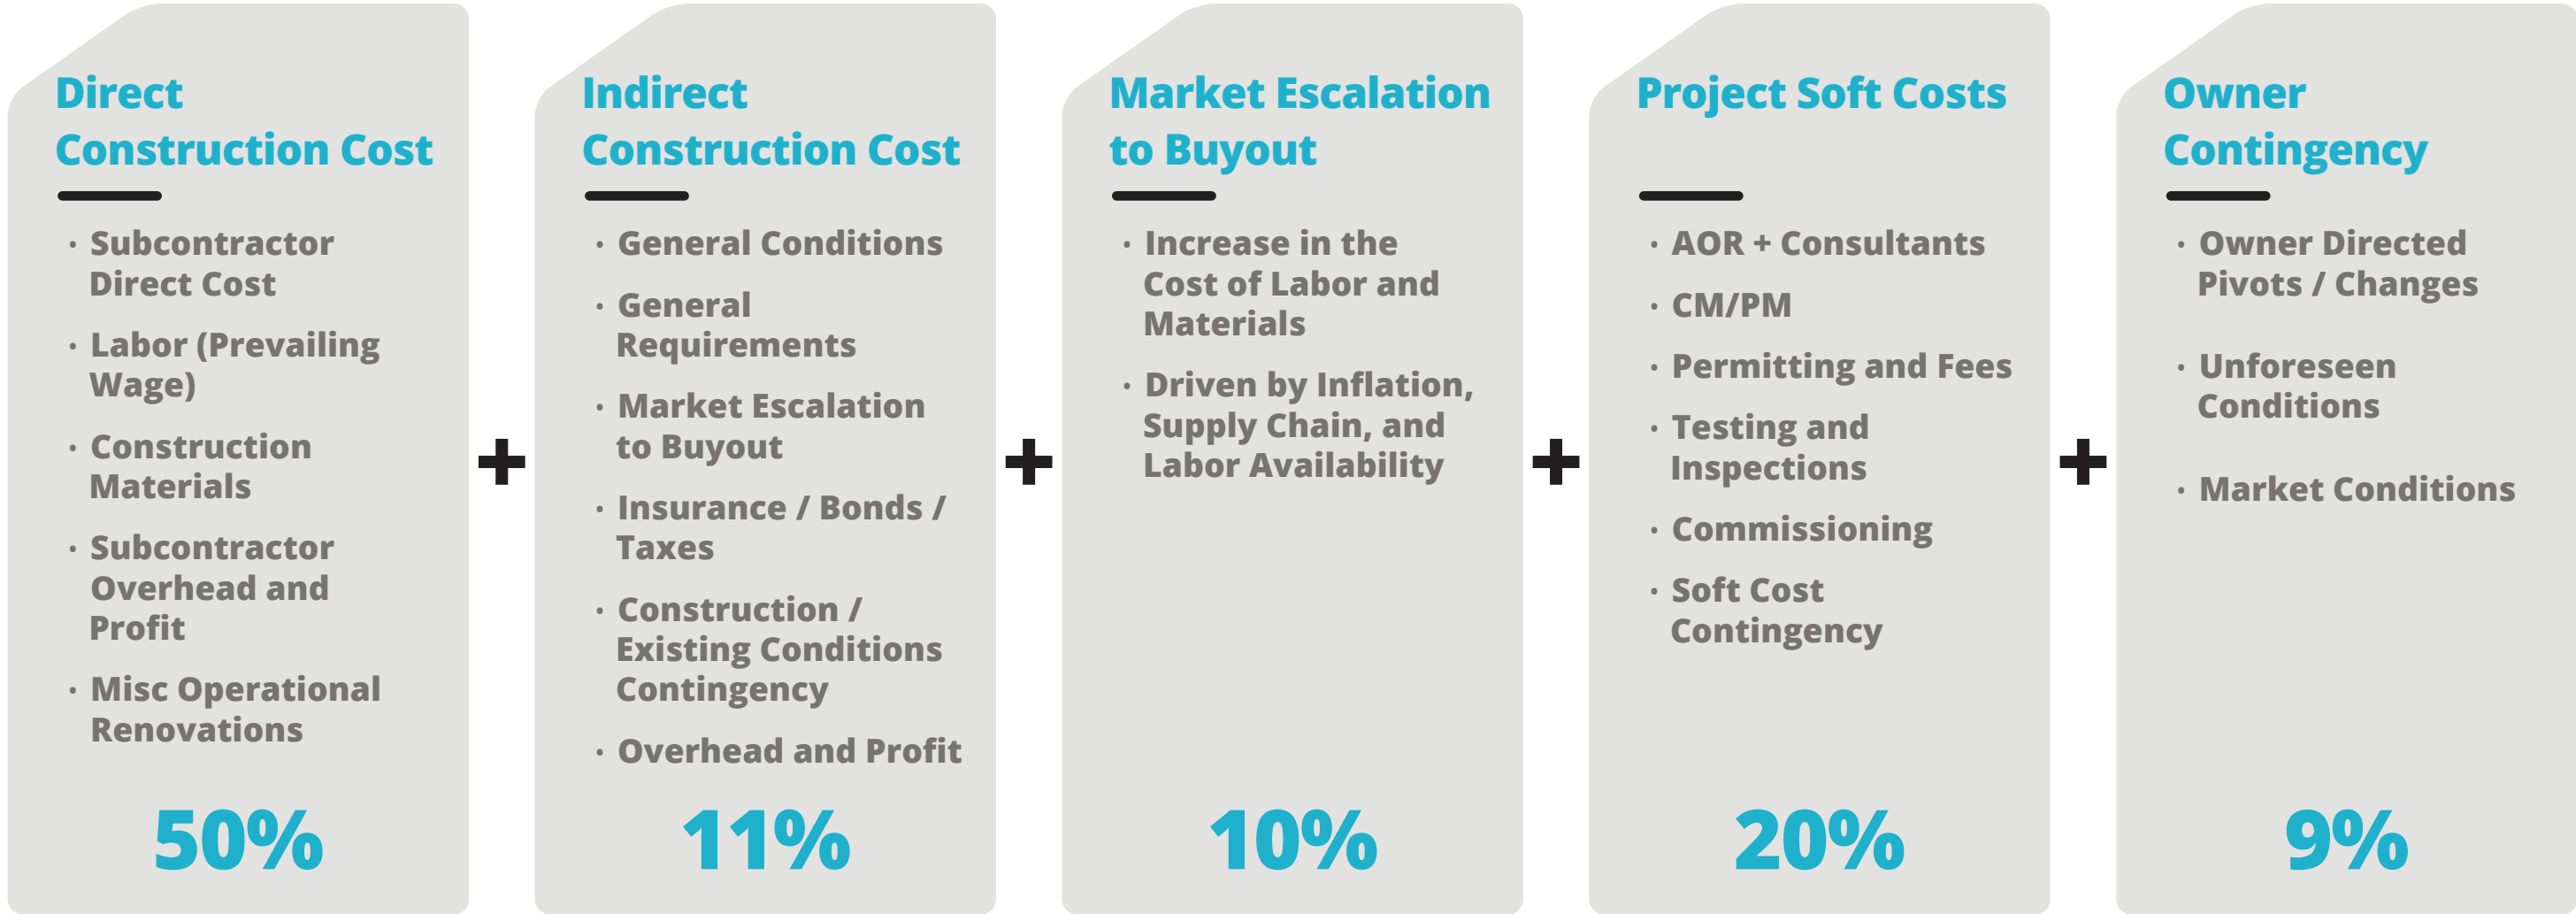 Direct
Construction Cost
· Subcontractor
Direct Cost
· Labor (Prevailing
Wage)
· Construction
Materials
· Subcontractor
Overhead and
Profit
· Misc Operational
Renovations
50%
+
Indirect
Construction Cost
· General Conditions
· General
Requirements
· Market Escalation
to Buyout
· Insurance / Bonds /
Taxes
· Construction /
Existing Conditions
Contingency
· Overhead and Profit
11%
+
Market Escalation
to Buyout
· Increase in the
Cost of Labor and
Materials
· Driven by Inflation,
Supply Chain, and
Labor Availability
10%
+
Project Soft Costs
· AOR + Consultants
· CM/PM
· Permitting and Fees
· Testing and
Inspections
· Commissioning
· Soft Cost
Contingency
20%
+
Owner
Contingency
· Owner Directed
Pivots / Changes
· Unforeseen
Conditions
· Market Conditions
9%